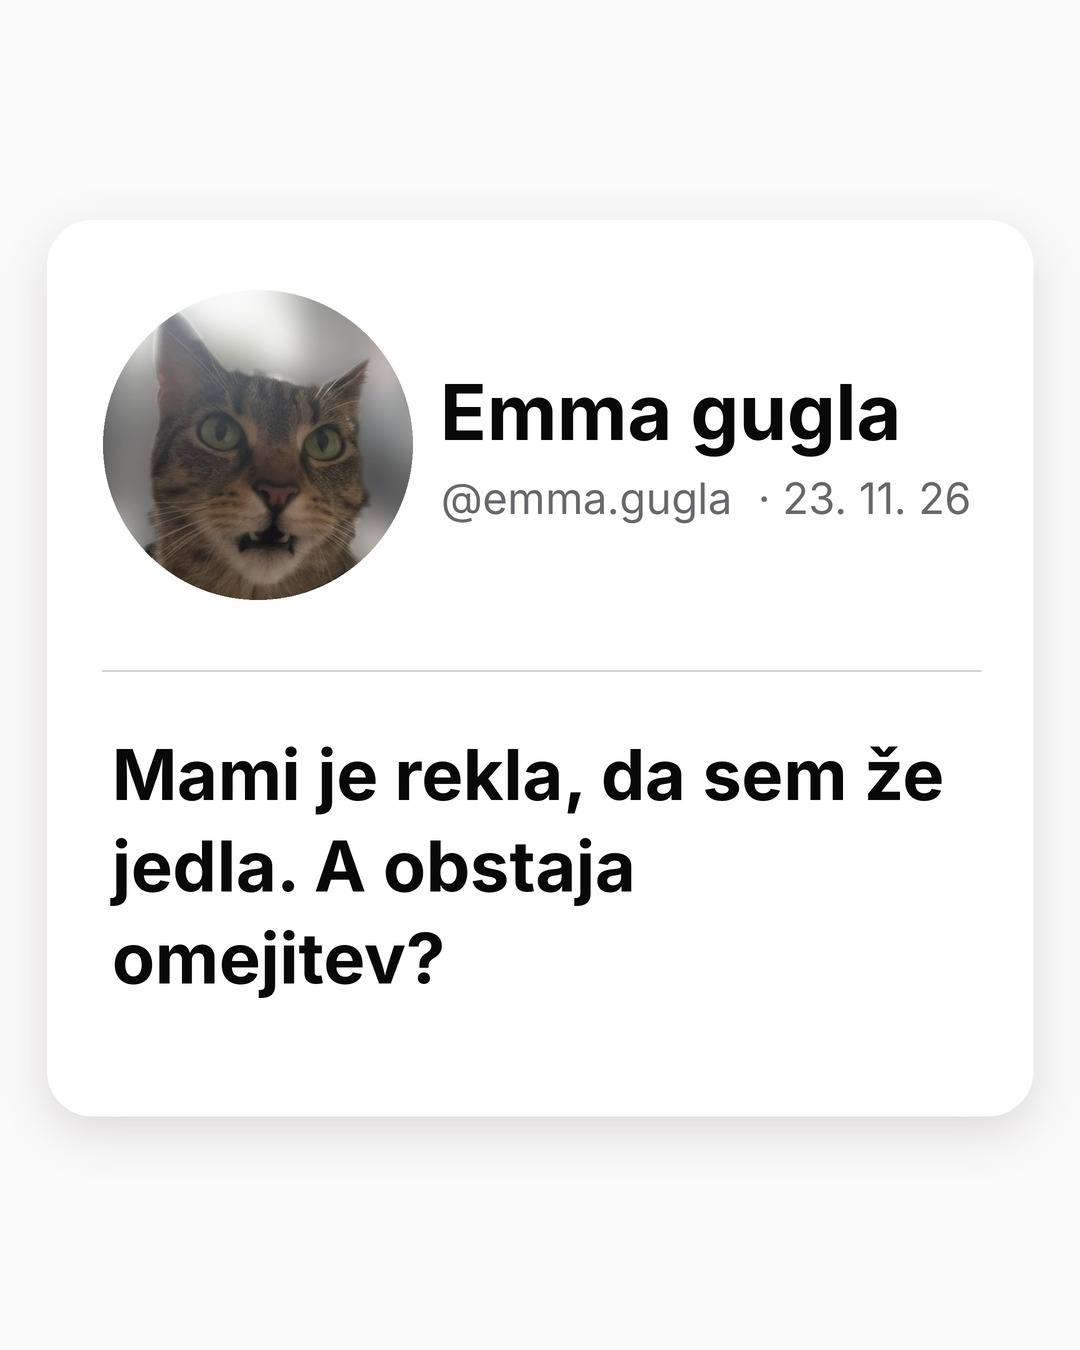 Emma gugla
@emma.gugla · 23. 11. 26
Mami je rekla, da sem že
jedla. A obstaja
omejitev?